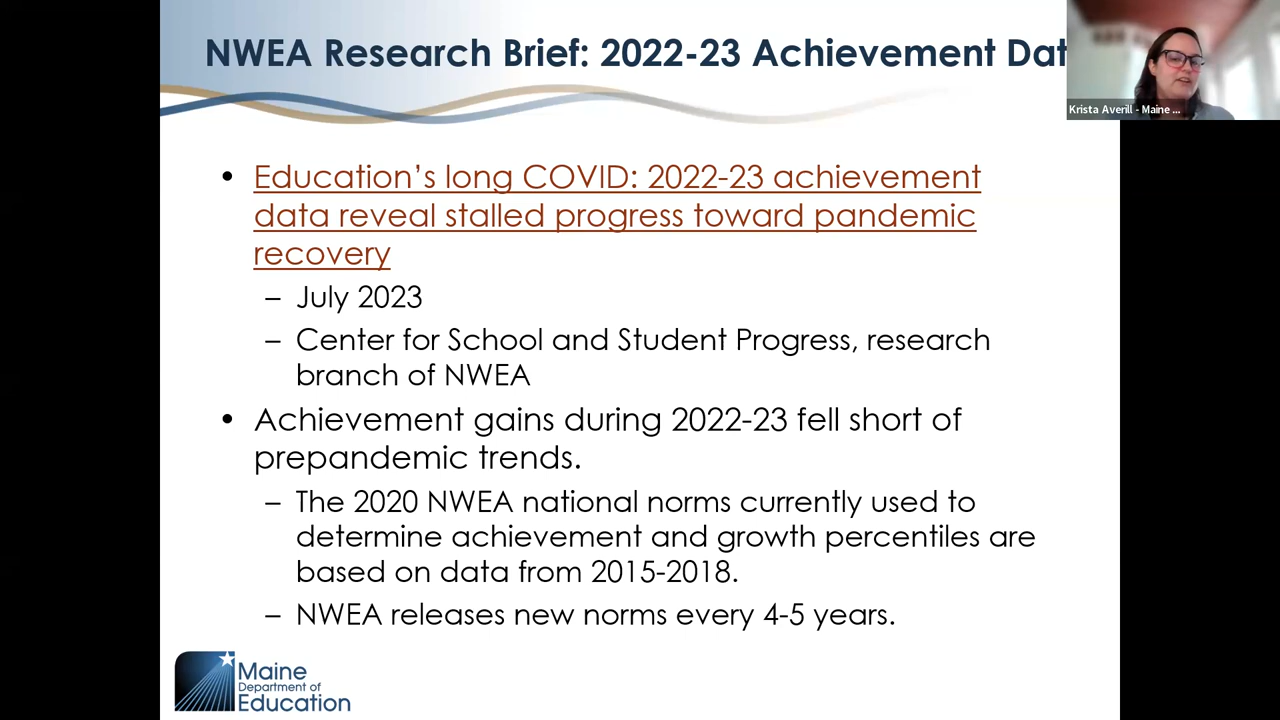 NWEA Research Brief: 2022-23 Achievement Dat
Krista Averill - Maine ...
• Education's long COVID: 2022-23 achievement
data reveal stalled progress toward pandemic
recovery
– July 2023
– Center for School and Student Progress, research
branch of NWEA
• Achievement gains during 2022-23 fell short of
prepandemic trends.
– The 2020 NWEA national norms currently used to
determine achievement and growth percentiles are
based on data from 2015-2018.
– NWEA releases new norms every 4-5 years.
Maine
Department of
Education